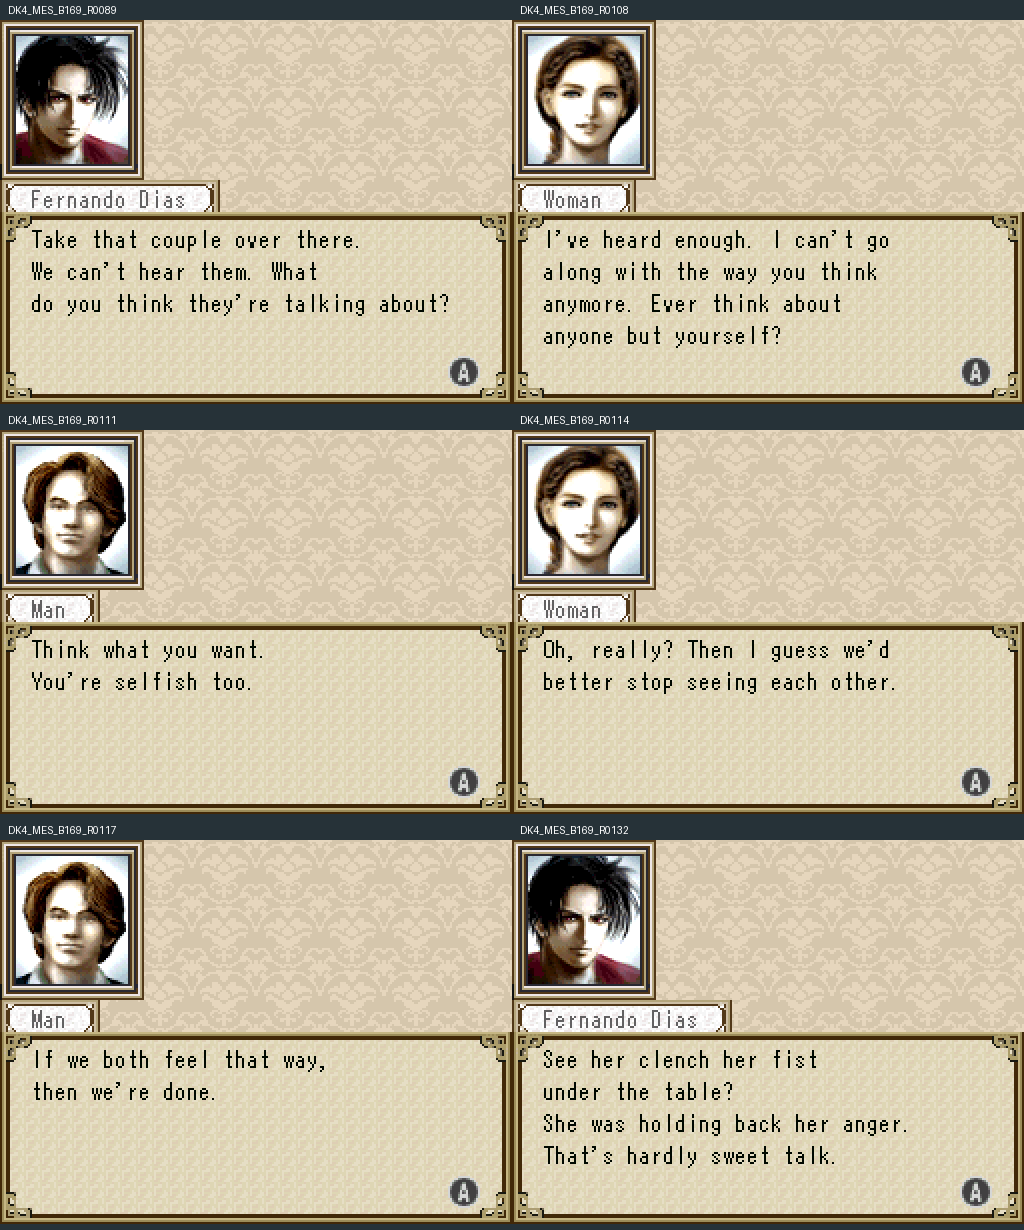 DK4_MES_B169_R0089
Fernando Dias
Take that couple over there.
We can't hear them. What
do you think they're talking about?
A
DK4_MES_B169_R0108
Woman
I've heard enough. I can't go
along with the way you think
anymore. Ever think about
anyone but yourself?
A
DK4_MES_B169_R0111
Man
Think what you want.
You're selfish too.
A
DK4_MES_B169_R0114
Woman
Oh, really? Then I guess we'd
better stop seeing each other.
A
DK4_MES_B169_R0117
Man
If we both feel that way,
then we're done.
A
DK4_MES_B169_R0132
Fernando Dias
See her clench her fist
under the table?
She was holding back her anger.
That's hardly sweet talk.
A